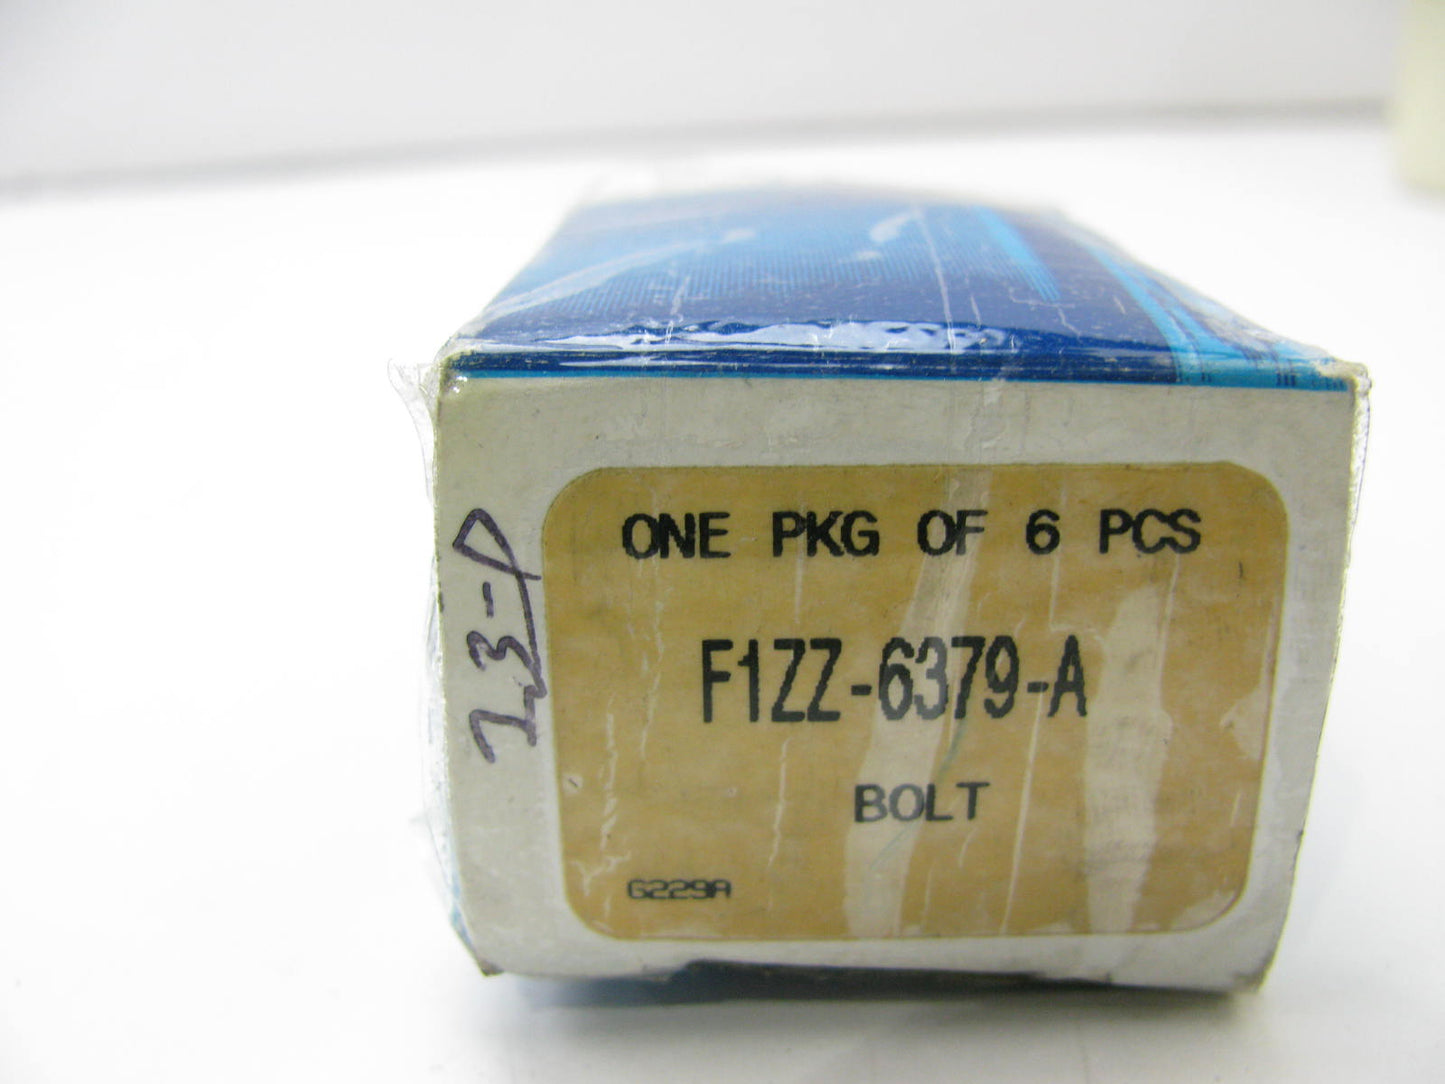 ONE PKG OF 6 PCS
F1ZZ-6379-A
BOLT
6229A
23-D